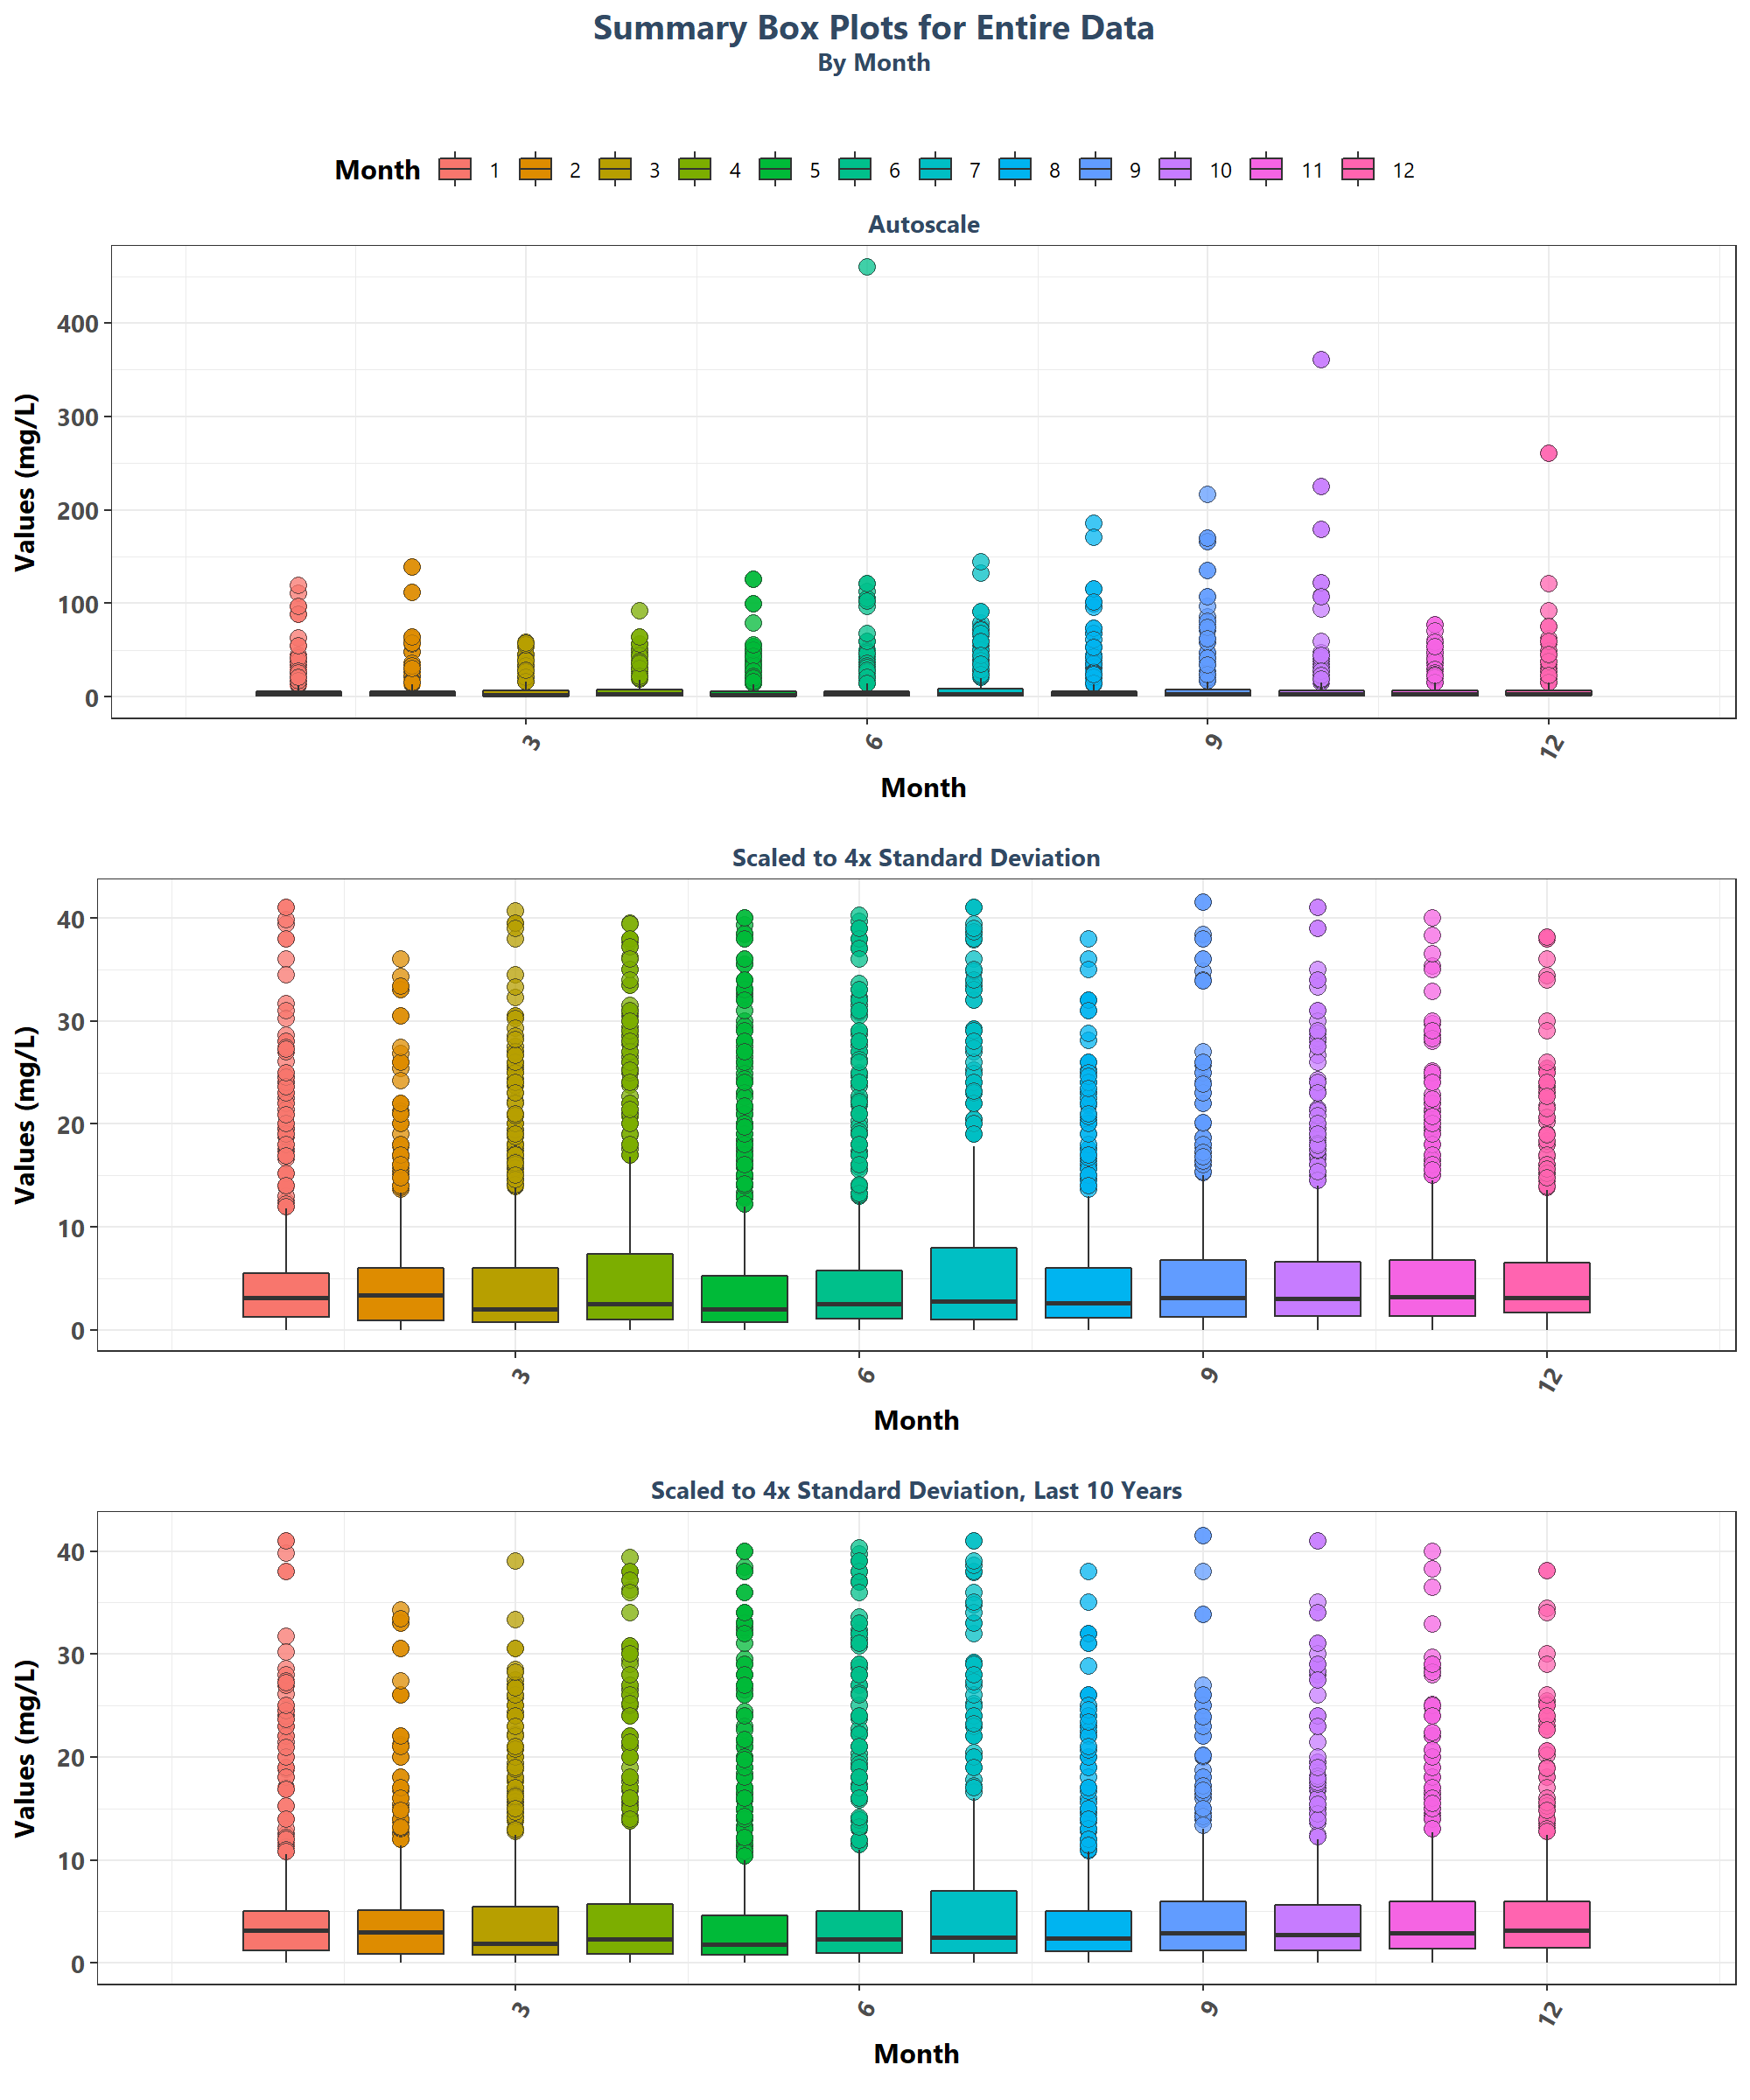 Summary Box Plots for Entire Data
By Month
Month 1 2 3 4 5 6 7 8 9 10 11 12
Autoscale
Values (mg/L)
400
300
200
100
0
3 6 9 12
Month
Scaled to 4x Standard Deviation
Values (mg/L)
40
30
20
10
0
3 6 9 12
Month
Scaled to 4x Standard Deviation, Last 10 Years
Values (mg/L)
40
30
20
10
0
3 6 9 12
Month